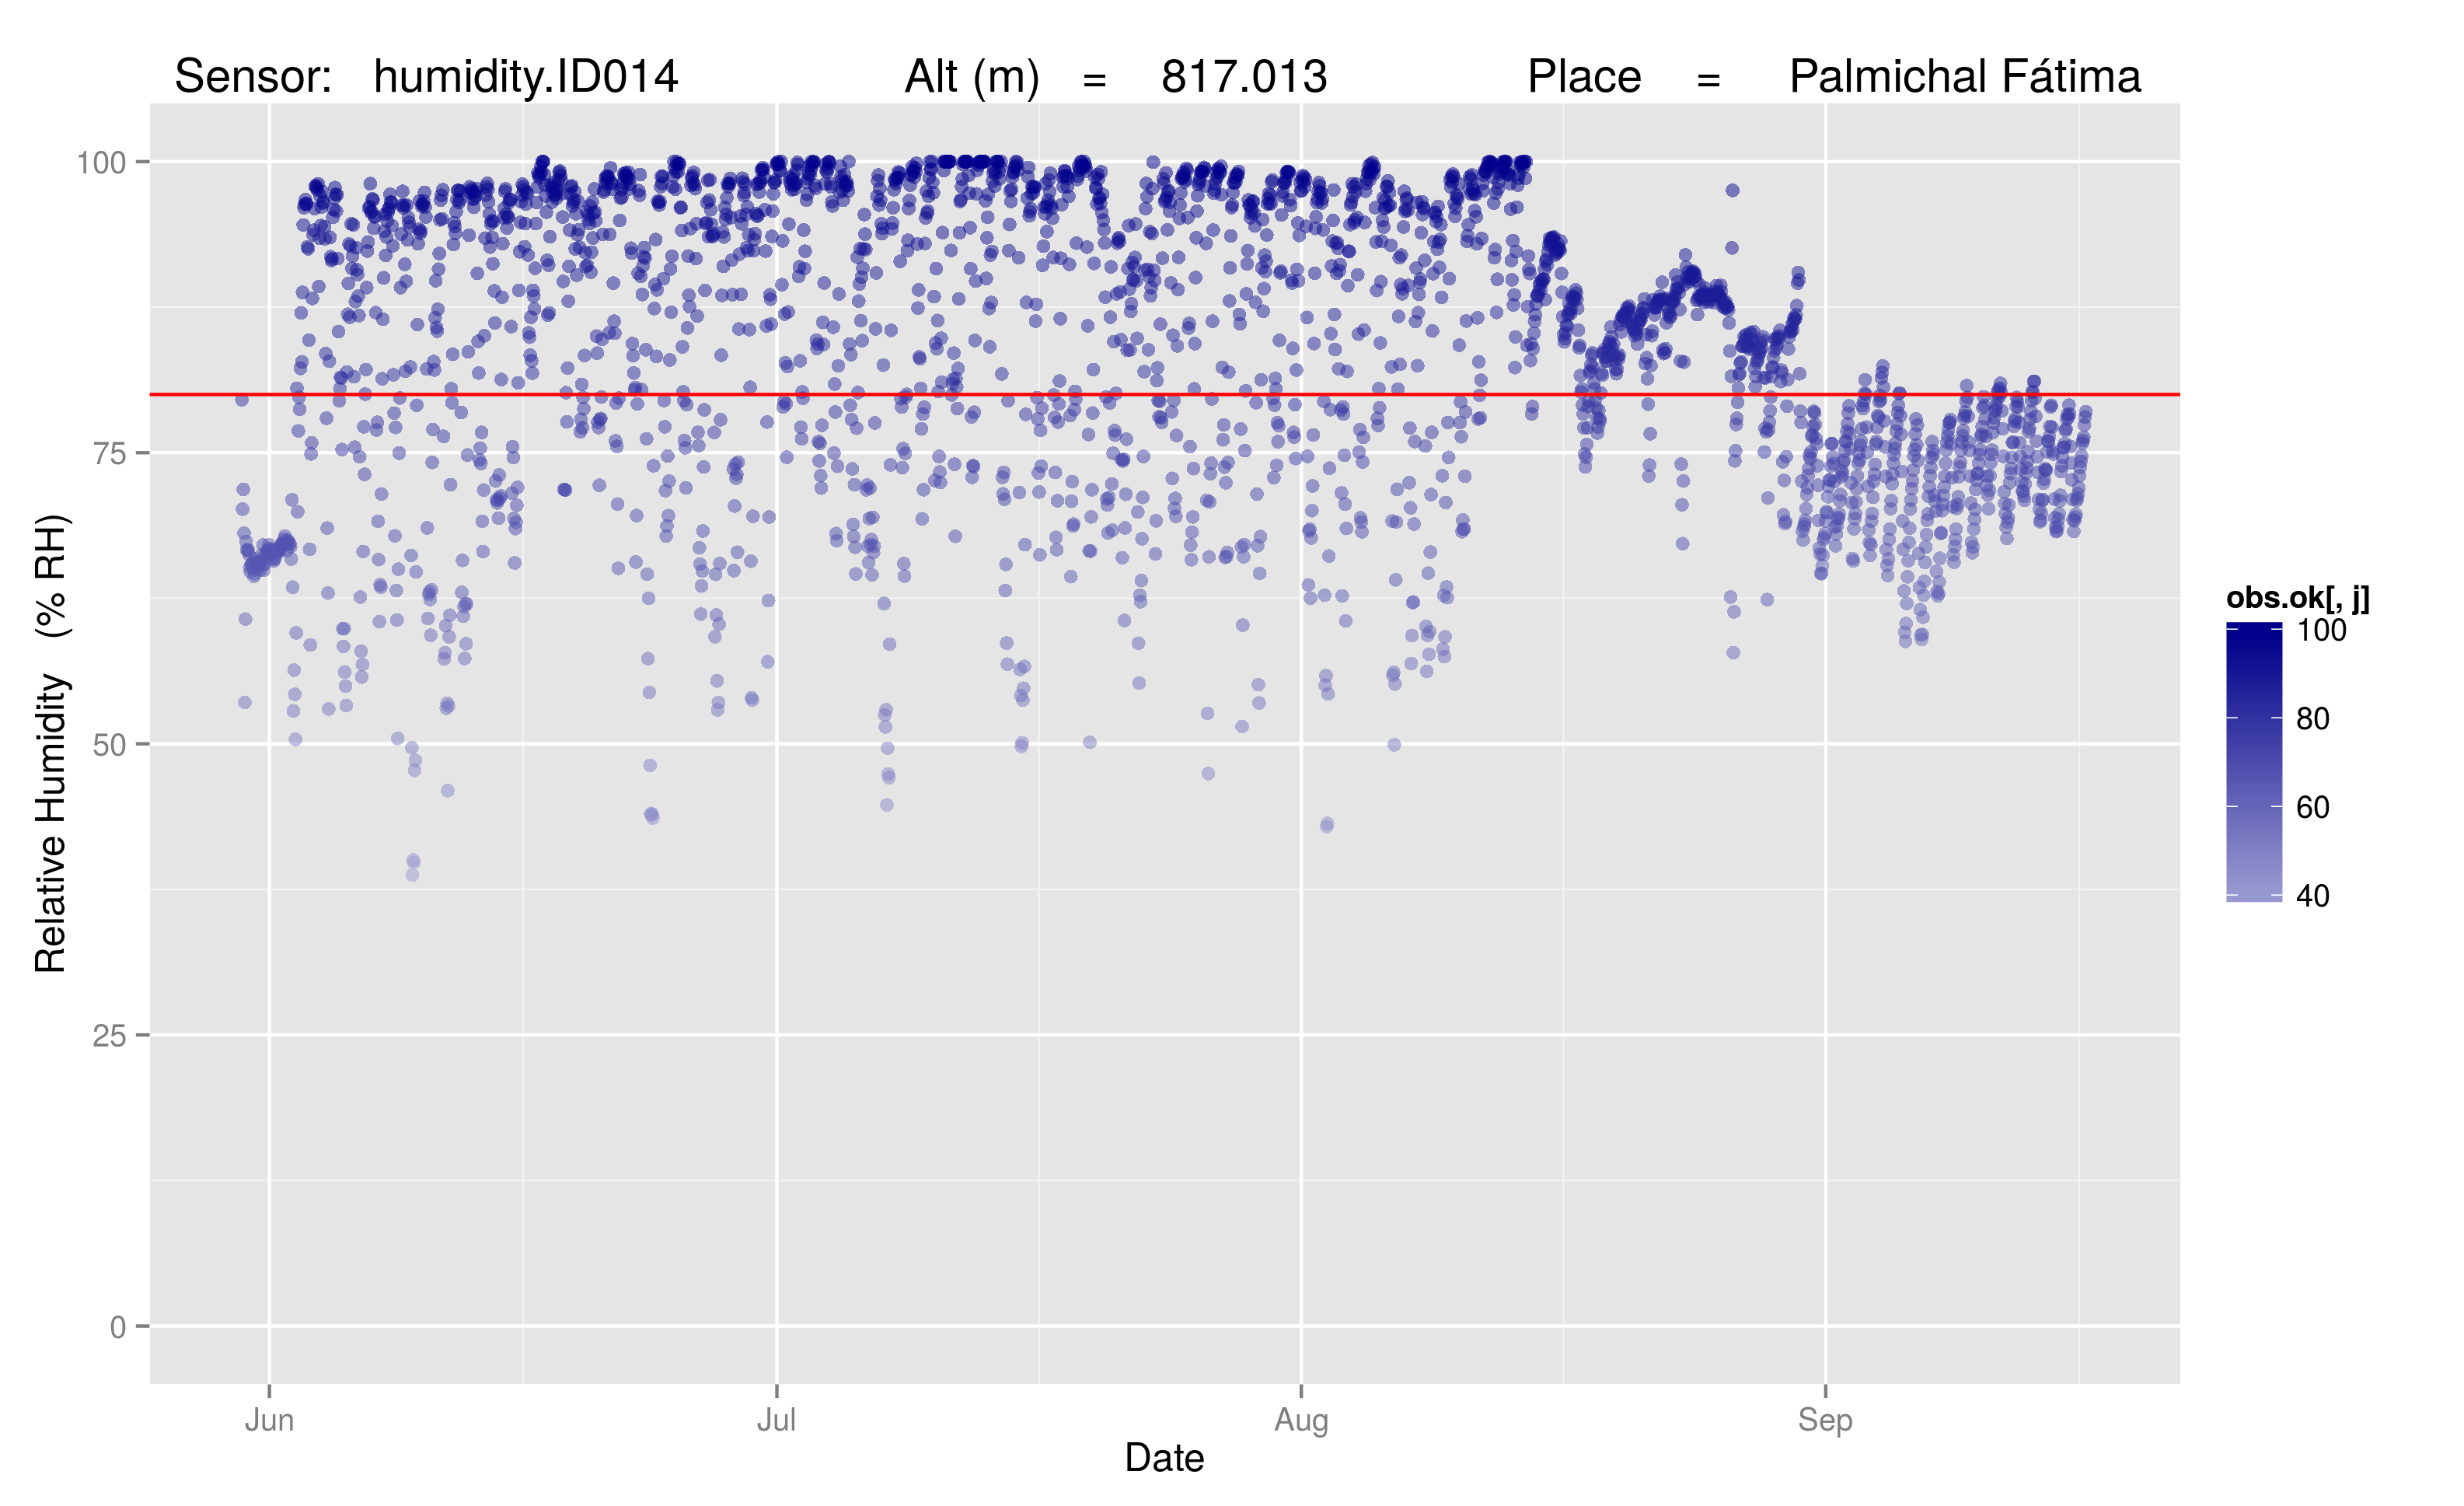 Sensor: humidity.ID014 Alt (m) = 817.013 Place = Palmichal Fátima
Relative Humidity (% RH)
100
75
50
25
0
Jun Jul Aug Sep
Date
obs.ok[, j]
100
80
60
40